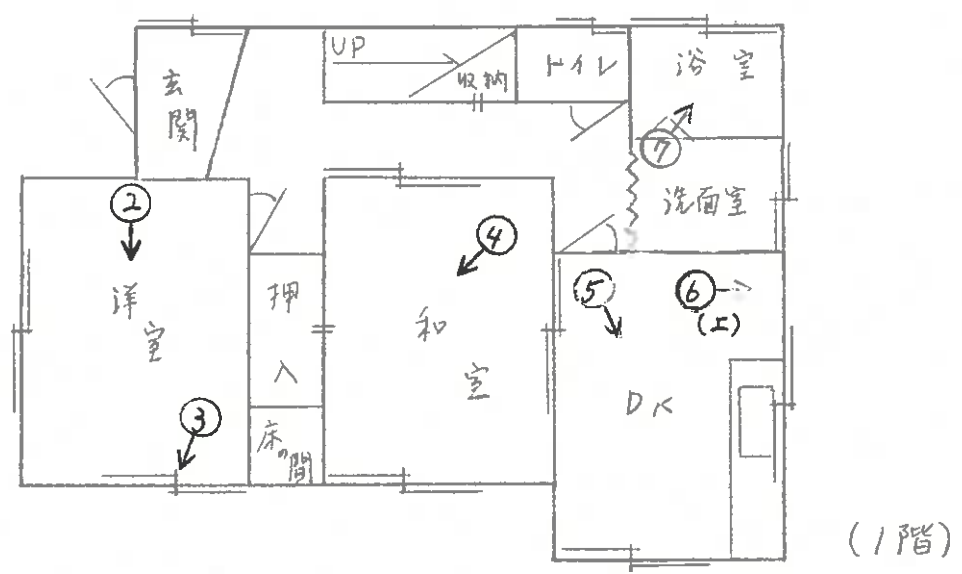 UP
収納
トイレ
浴室
玄関
⑦
洗面室
②
④
⑤
⑥
(上)
洋室
押入
和室
DK
③
床の間
(1階)